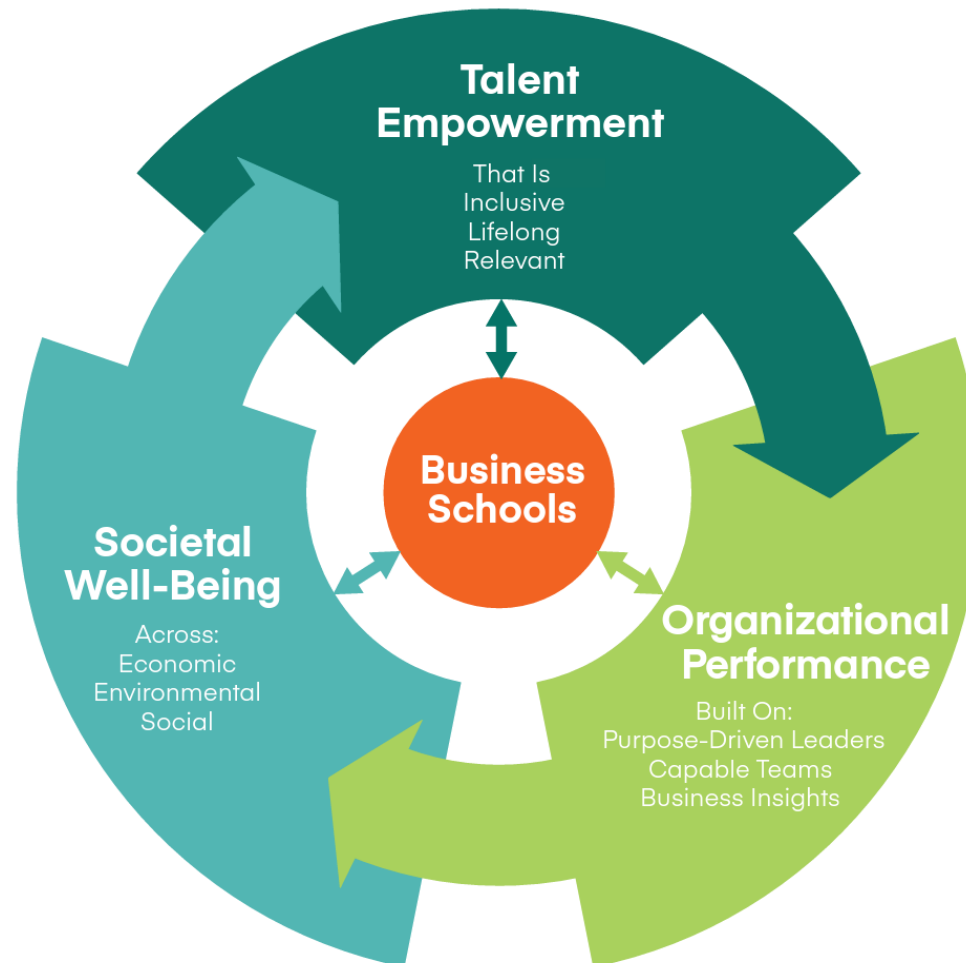 Talent
Empowerment
That Is
Inclusive
Lifelong
Relevant
Business
Schools
Societal
Well-Being
Across:
Economic
Environmental
Social
Organizational
Performance
Built On:
Purpose-Driven Leaders
Capable Teams
Business Insights